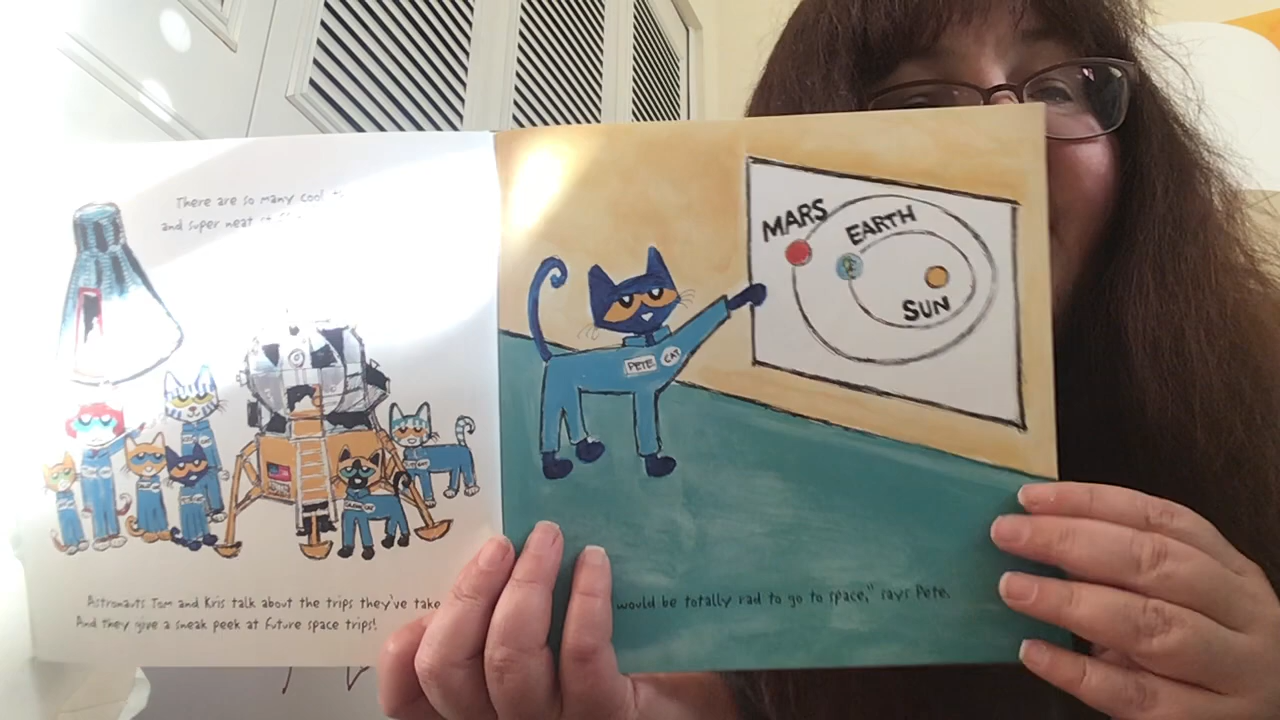 There are so many cool
and super neat
Astronauts Tom and Kris talk about the trips they've take
And they give a sneak peek at future space trips!
MARS
EARTH
SUN
PETE CAT
would be totally rad to go to space," says Pete.